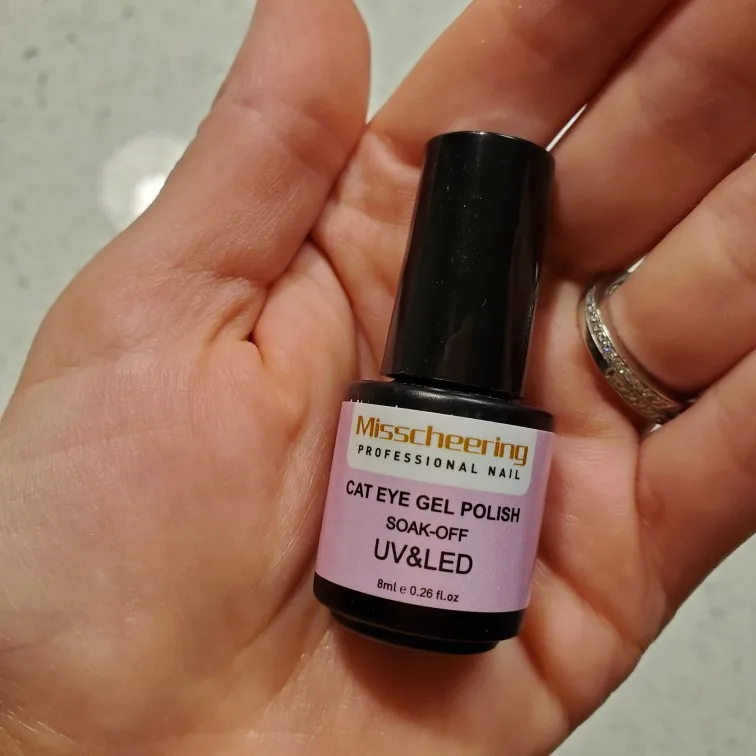 Misscheering
PROFESSIONAL NAIL
CAT EYE GEL POLISH
SOAK-OFF
UV&LED
8ml e 0.26 fl.oz